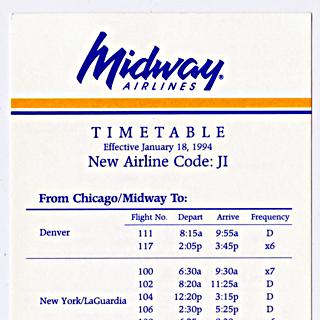 Midway
AIRLINES
TIMETABLE
Effective January 18, 1994
New Airline Code: JI
From Chicago/Midway To:
Flight No. Depart Arrive Frequency
Denver 111 8:15a 9:55a D
117 2:05p 3:45p x6
100 6:30a 9:30a x7
102 8:20a 11:25a D
New York/LaGuardia 104 12:20p 3:15p D
106 2:30p 5:25p D